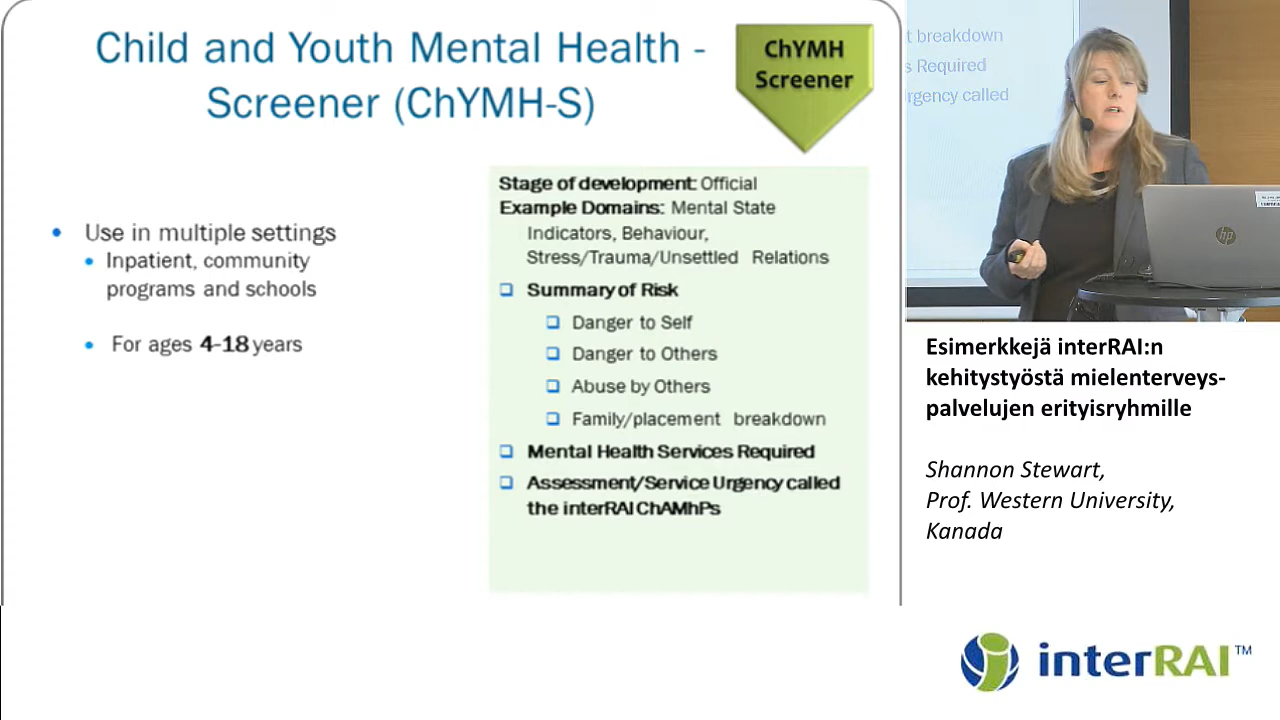 Child and Youth Mental Health -
Screener (ChYMH-S)
ChYMH
Screener
• Use in multiple settings
• Inpatient, community
programs and schools
• For ages 4-18 years
Stage of development: Official
Example Domains: Mental State
Indicators, Behaviour,
Stress/Trauma/Unsettled Relations
Summary of Risk
Danger to Self
Danger to Others
Abuse by Others
Family/placement breakdown
Mental Health Services Required
Assessment/Service Urgency called
the interRAI ChAMhPs
t breakdown
s Required
rgency called
hp
Esimerkkejä interRAI:n
kehitystyöstä mielenterveys-
palvelujen erityisryhmille
Shannon Stewart,
Prof. Western University,
Kanada
interRAI™